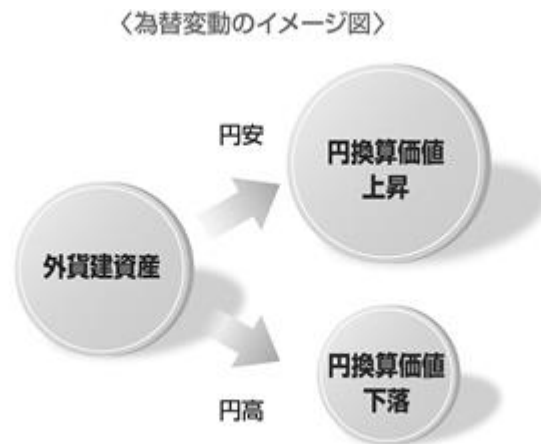 〈為替変動のイメージ図〉
円安
円換算価値
上昇
外貨建資産
円換算価値
下落
円高